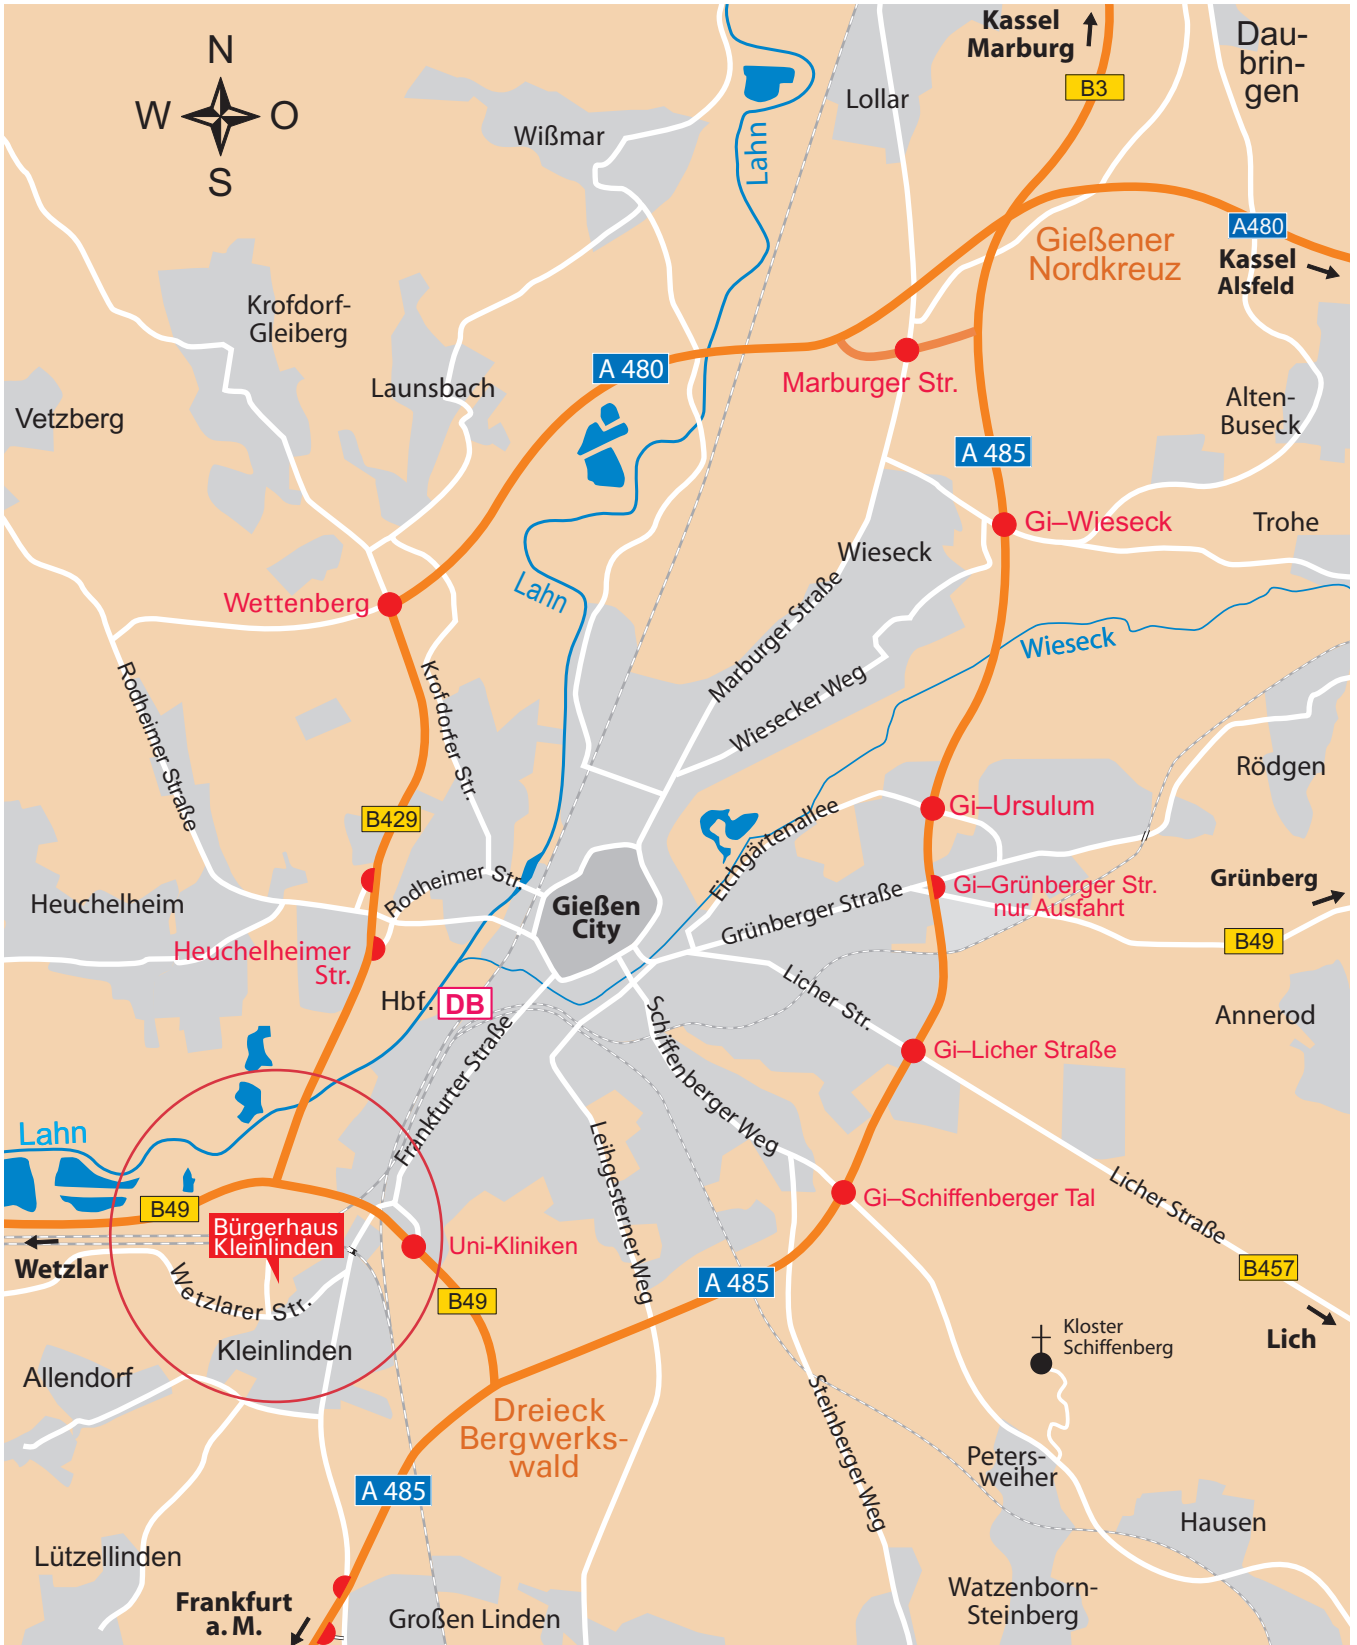 Kassel
Marburg
Dau-
brin-
gen
N
W
O
S
B3
Lollar
Wißmar
Lahn
A480
Gießener
Nordkreuz
Kassel
Alsfeld
Krofdorf-
Gleiberg
A 480
Launsbach
Marburger Str.
Vetzberg
Alten-
Buseck
A 485
Gi–Wieseck
Trohe
Wieseck
Lahn
Wettenberg
Marburger Straße
Wieseck
Rodheimer Straße
Krofdorfer Str.
Wiesecker Weg
Rödgen
B429
Gi–Ursulum
Eichgärtenallee
Rodheimer Str.
Heuchelheim
Gießen
City
Grünberger Straße
Gi–Grünberger Str.
nur Ausfahrt
Grünberg
B49
Heuchelheimer
Str.
Hbf.
DB
Licher Str.
Annerod
Frankfurter Straße
Schiffenberger Weg
Gi–Licher Straße
Lahn
Leihgesterner Weg
Licher Straße
Gi–Schiffenberger Tal
B49
Bürgerhaus
Kleinlinden
Uni-Kliniken
Wetzlar
Wetzlarer Str.
B49
A 485
B457
Lich
Kleinlinden
Kloster
Schiffenberg
Allendorf
Dreieck
Bergwerks-
wald
Steinberger Weg
Peters-
weiher
A 485
Hausen
Lützellinden
Frankfurt
a. M.
Großen Linden
Watzenborn-
Steinberg